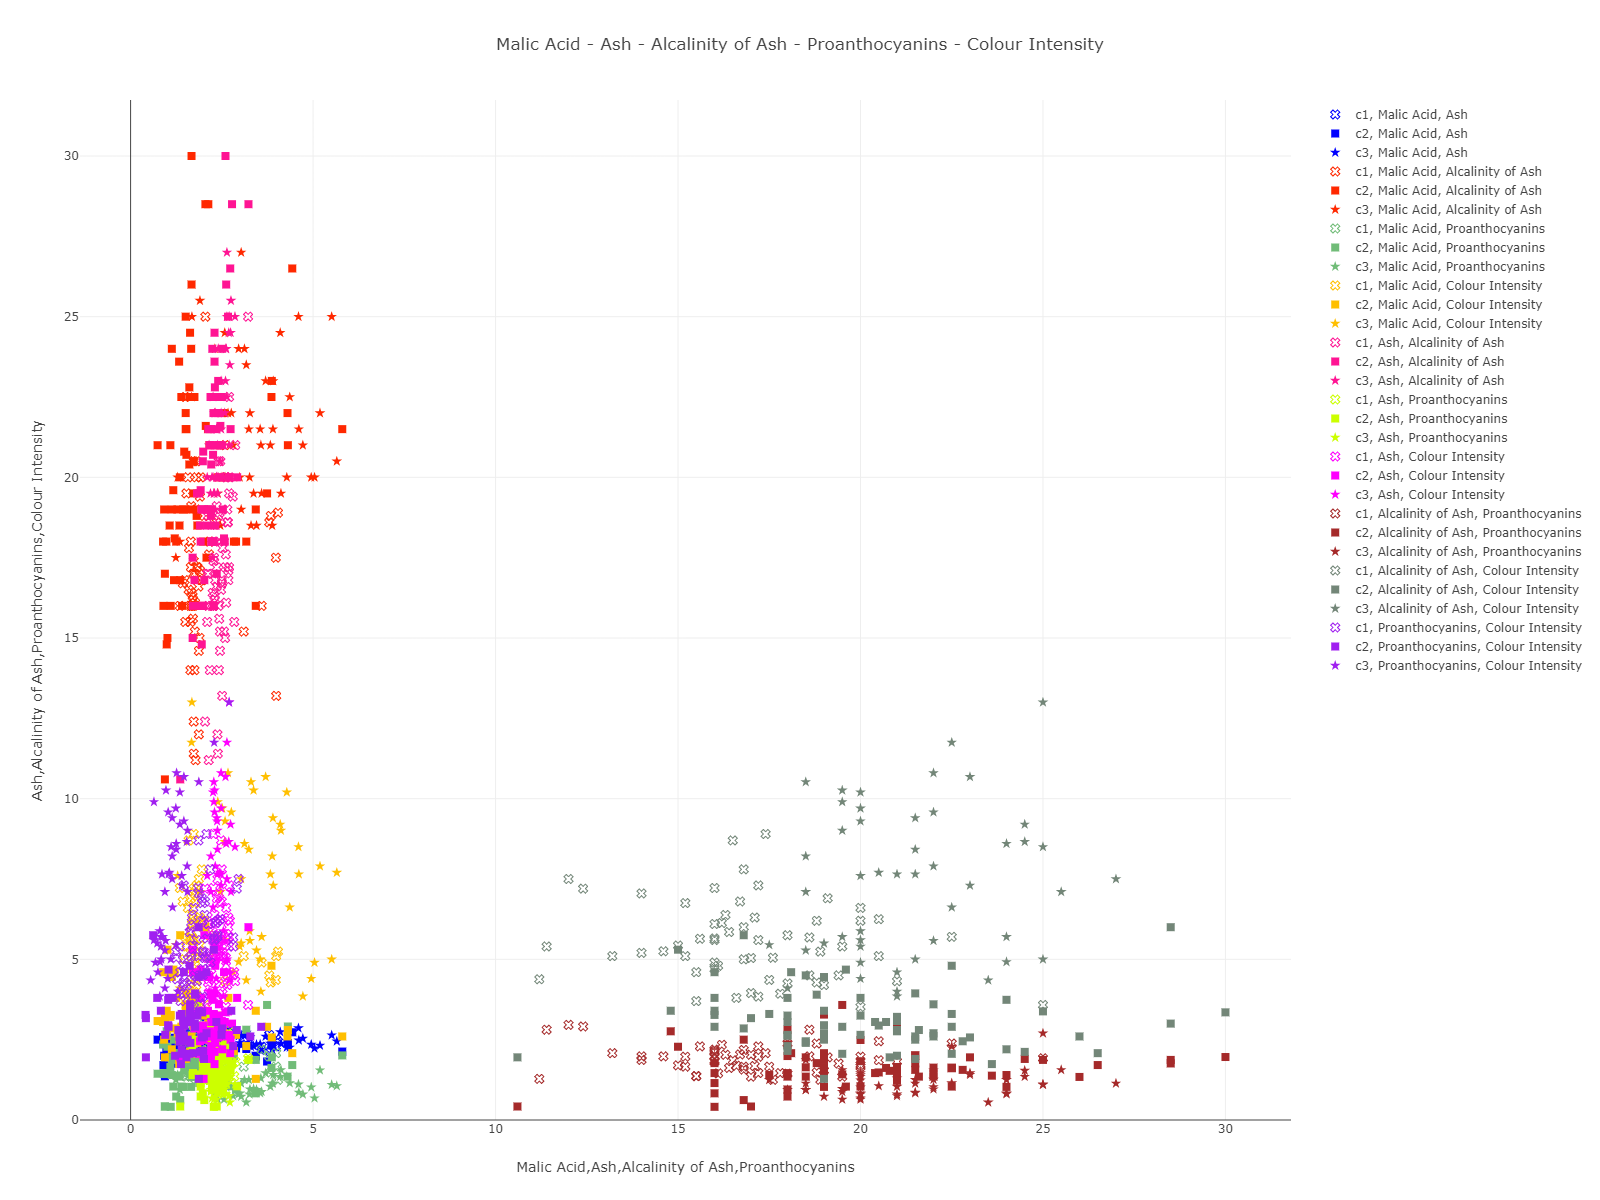 Malic Acid - Ash - Alcalinity of Ash - Proanthocyanins - Colour Intensity
Ash,Alcalinity of Ash,Proanthocyanins,Colour Intensity
30
25
20
15
10
5
0
0
5
10
15
20
25
30
Malic Acid,Ash,Alcalinity of Ash,Proanthocyanins
c1, Malic Acid, Ash
c2, Malic Acid, Ash
c3, Malic Acid, Ash
c1, Malic Acid, Alcalinity of Ash
c2, Malic Acid, Alcalinity of Ash
c3, Malic Acid, Alcalinity of Ash
c1, Malic Acid, Proanthocyanins
c2, Malic Acid, Proanthocyanins
c3, Malic Acid, Proanthocyanins
c1, Malic Acid, Colour Intensity
c2, Malic Acid, Colour Intensity
c3, Malic Acid, Colour Intensity
c1, Ash, Alcalinity of Ash
c2, Ash, Alcalinity of Ash
c3, Ash, Alcalinity of Ash
c1, Ash, Proanthocyanins
c2, Ash, Proanthocyanins
c3, Ash, Proanthocyanins
c1, Ash, Colour Intensity
c2, Ash, Colour Intensity
c3, Ash, Colour Intensity
c1, Alcalinity of Ash, Proanthocyanins
c2, Alcalinity of Ash, Proanthocyanins
c3, Alcalinity of Ash, Proanthocyanins
c1, Alcalinity of Ash, Colour Intensity
c2, Alcalinity of Ash, Colour Intensity
c3, Alcalinity of Ash, Colour Intensity
c1, Proanthocyanins, Colour Intensity
c2, Proanthocyanins, Colour Intensity
c3, Proanthocyanins, Colour Intensity